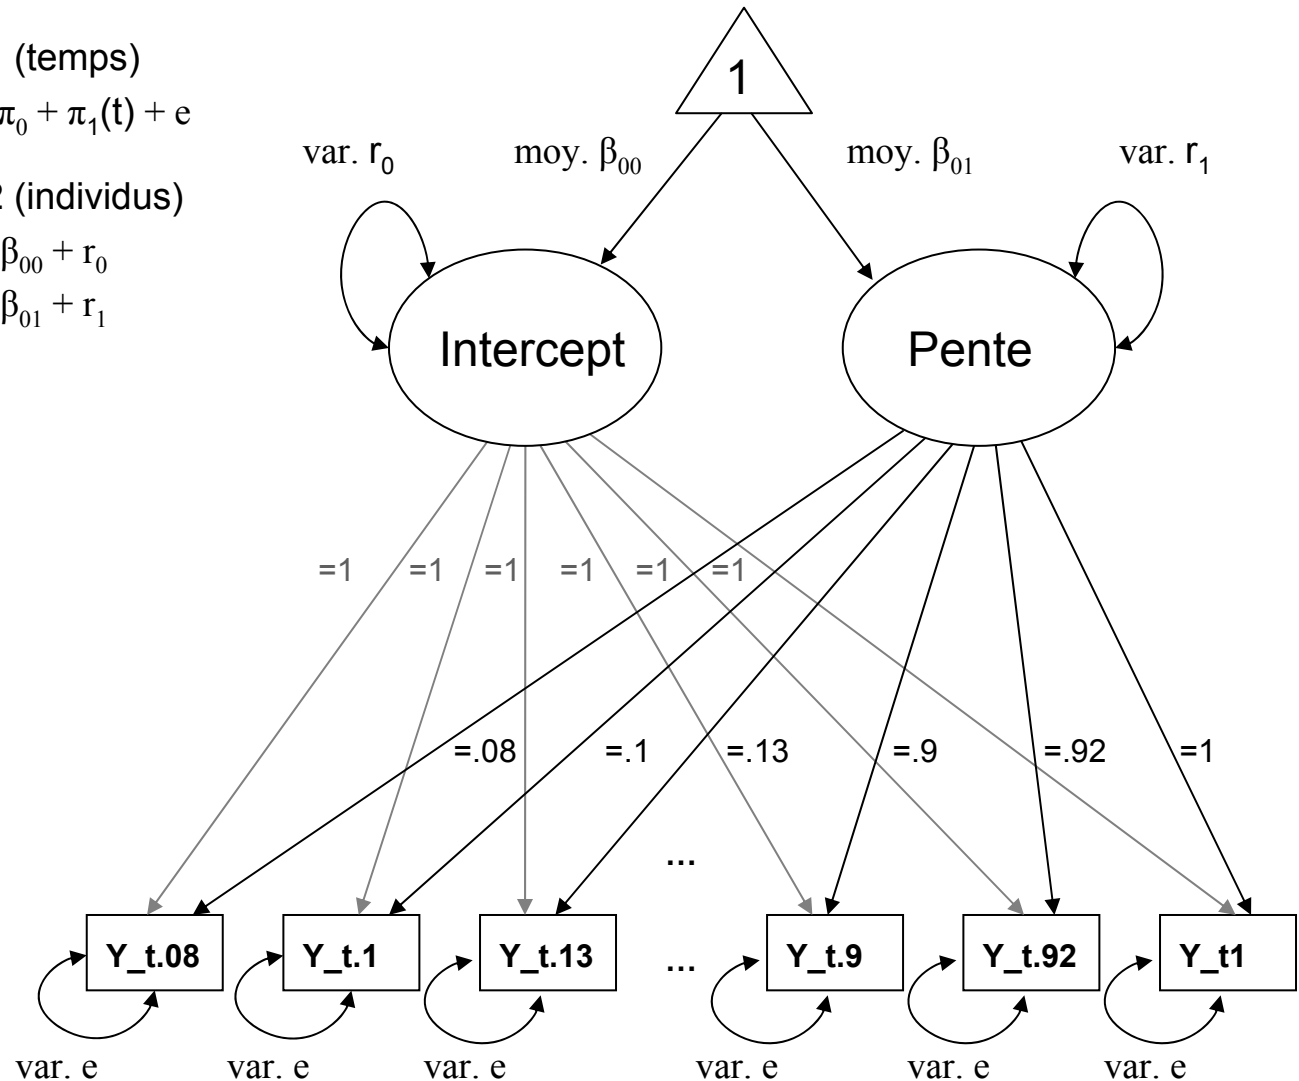 (temps)
π₀ + π₁(t) + e
2 (individus)
β₀₀ + r₀
β₀₁ + r₁
1
var. r₀
moy. β₀₀
moy. β₀₁
var. r₁
Intercept
Pente
=1 =1 =1 =1 =1 =1
=.08 =.1 =.13 =.9 =.92 =1
...
Y_t.08 Y_t.1 Y_t.13 ... Y_t.9 Y_t.92 Y_t1
var. e var. e var. e var. e var. e var. e